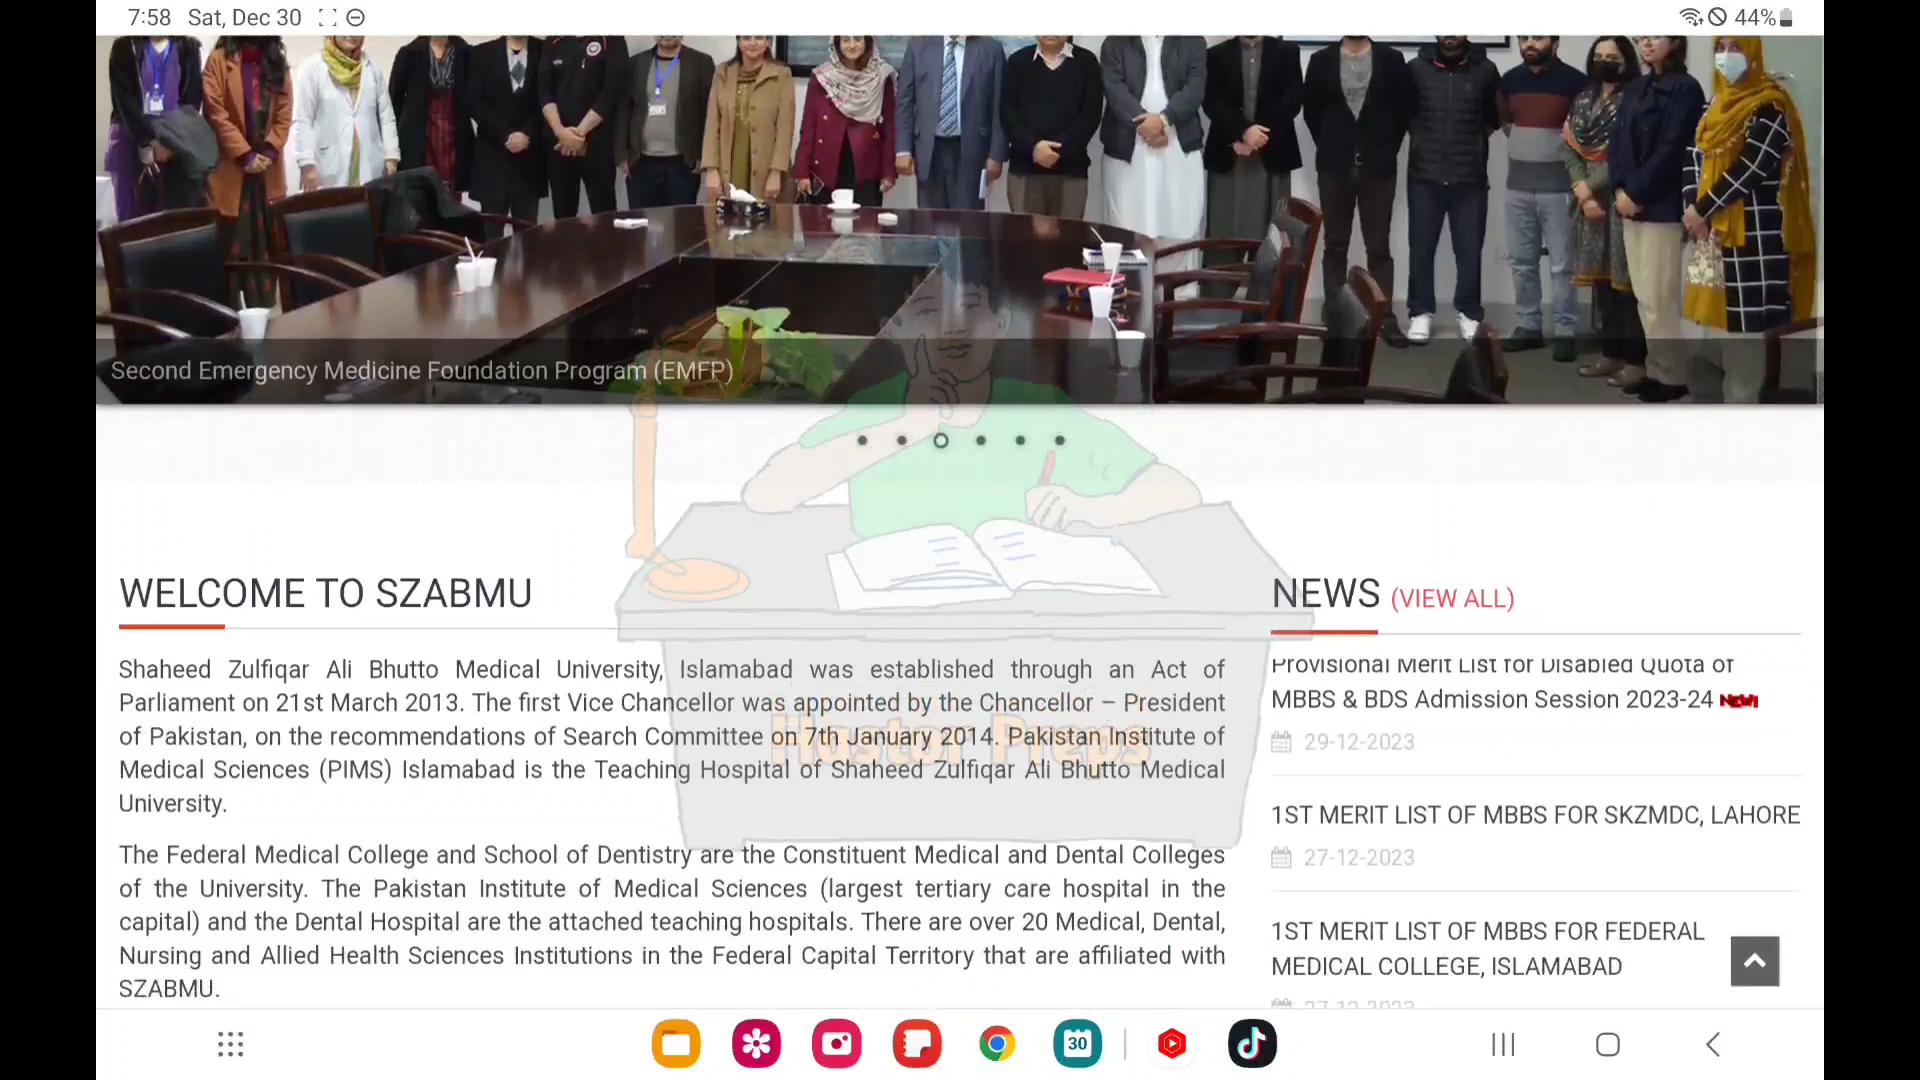 7:58 Sat, Dec 30
44%
Second Emergency Medicine Foundation Program (EMFP)
WELCOME TO SZABMU
Shaheed Zulfiqar Ali Bhutto Medical University, Islamabad was established through an Act of
Parliament on 21st March 2013. The first Vice Chancellor was appointed by the Chancellor – President
of Pakistan, on the recommendations of Search Committee on 7th January 2014. Pakistan Institute of
Medical Sciences (PIMS) Islamabad is the Teaching Hospital of Shaheed Zulfiqar Ali Bhutto Medical
University.
The Federal Medical College and School of Dentistry are the Constituent Medical and Dental Colleges
of the University. The Pakistan Institute of Medical Sciences (largest tertiary care hospital in the
capital) and the Dental Hospital are the attached teaching hospitals. There are over 20 Medical, Dental,
Nursing and Allied Health Sciences Institutions in the Federal Capital Territory that are affiliated with
SZABMU.
NEWS (VIEW ALL)
Provisional Merit List for Disabled Quota of
MBBS & BDS Admission Session 2023-24 NEW!
29-12-2023
1ST MERIT LIST OF MBBS FOR SKZMDC, LAHORE
27-12-2023
1ST MERIT LIST OF MBBS FOR FEDERAL
MEDICAL COLLEGE, ISLAMABAD
27-12-2023
Preps
30